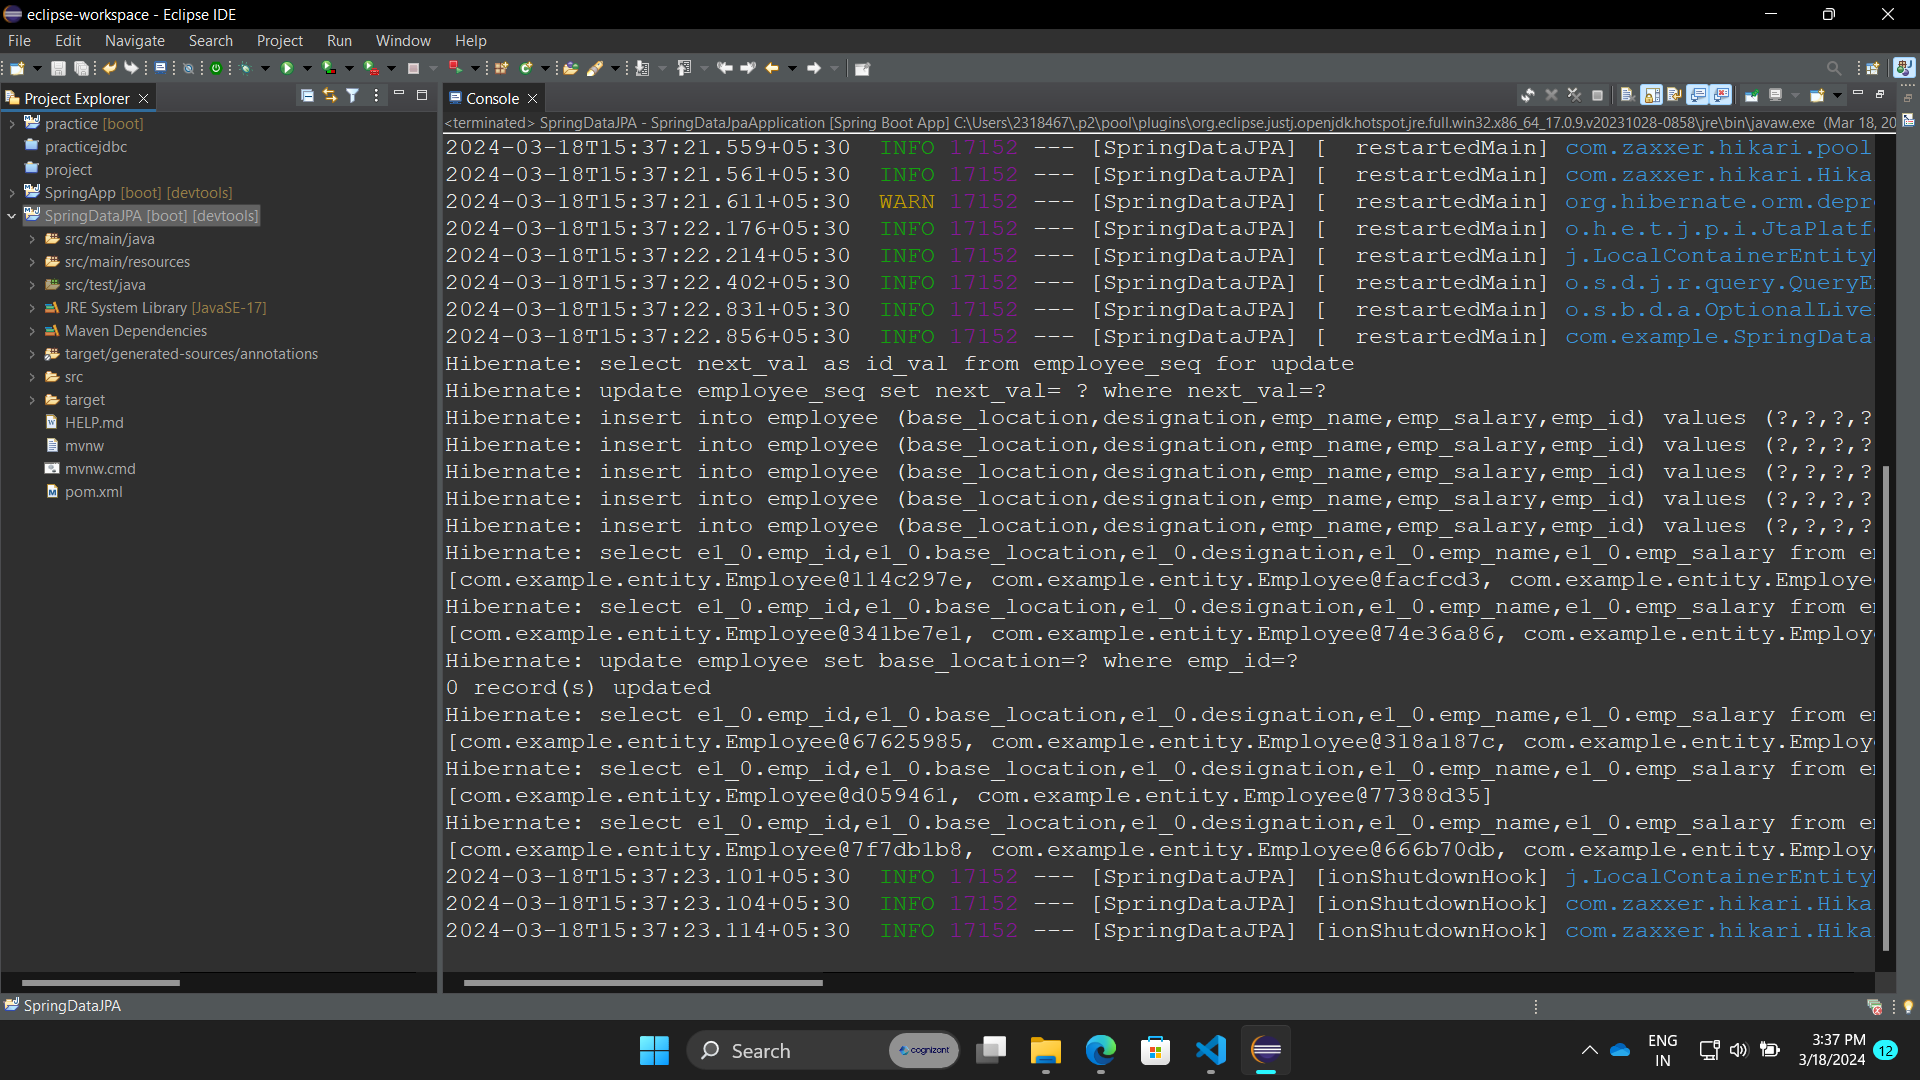 eclipse-workspace - Eclipse IDE
File Edit Navigate Search Project Run Window Help
Project Explorer
practice [boot]
practicejdbc
project
SpringApp [boot] [devtools]
SpringDataJPA [boot] [devtools]
src/main/java
src/main/resources
src/test/java
JRE System Library [JavaSE-17]
Maven Dependencies
target/generated-sources/annotations
src
target
HELP.md
mvnw
mvnw.cmd
pom.xml
Console
<terminated> SpringDataJPA - SpringDataJpaApplication [Spring Boot App] C:\Users\2318467\.p2\pool\plugins\org.eclipse.justj.openjdk.hotspot.jre.full.win32.x86_64_17.0.9.v20231028-0858\jre\bin\javaw.exe (Mar 18, 20
2024-03-18T15:37:21.559+05:30 INFO 17152 --- [SpringDataJPA] [ restartedMain] com.zaxxer.hikari.pool
2024-03-18T15:37:21.561+05:30 INFO 17152 --- [SpringDataJPA] [ restartedMain] com.zaxxer.hikari.Hika
2024-03-18T15:37:21.611+05:30 WARN 17152 --- [SpringDataJPA] [ restartedMain] org.hibernate.orm.depr
2024-03-18T15:37:22.176+05:30 INFO 17152 --- [SpringDataJPA] [ restartedMain] o.h.e.t.j.p.i.JtaPlatf
2024-03-18T15:37:22.214+05:30 INFO 17152 --- [SpringDataJPA] [ restartedMain] j.LocalContainerEntity
2024-03-18T15:37:22.402+05:30 INFO 17152 --- [SpringDataJPA] [ restartedMain] o.s.d.j.r.query.QueryE
2024-03-18T15:37:22.831+05:30 INFO 17152 --- [SpringDataJPA] [ restartedMain] o.s.b.d.a.OptionalLive
2024-03-18T15:37:22.856+05:30 INFO 17152 --- [SpringDataJPA] [ restartedMain] com.example.SpringData
Hibernate: select next_val as id_val from employee_seq for update
Hibernate: update employee_seq set next_val= ? where next_val=?
Hibernate: insert into employee (base_location,designation,emp_name,emp_salary,emp_id) values (?,?,?,?
Hibernate: insert into employee (base_location,designation,emp_name,emp_salary,emp_id) values (?,?,?,?
Hibernate: insert into employee (base_location,designation,emp_name,emp_salary,emp_id) values (?,?,?,?
Hibernate: insert into employee (base_location,designation,emp_name,emp_salary,emp_id) values (?,?,?,?
Hibernate: insert into employee (base_location,designation,emp_name,emp_salary,emp_id) values (?,?,?,?
Hibernate: select e1_0.emp_id,e1_0.base_location,e1_0.designation,e1_0.emp_name,e1_0.emp_salary from em
[com.example.entity.Employee@114c297e, com.example.entity.Employee@facfcd3, com.example.entity.Employee
Hibernate: select e1_0.emp_id,e1_0.base_location,e1_0.designation,e1_0.emp_name,e1_0.emp_salary from em
[com.example.entity.Employee@341be7e1, com.example.entity.Employee@74e36a86, com.example.entity.Employ
Hibernate: update employee set base_location=? where emp_id=?
0 record(s) updated
Hibernate: select e1_0.emp_id,e1_0.base_location,e1_0.designation,e1_0.emp_name,e1_0.emp_salary from em
[com.example.entity.Employee@67625985, com.example.entity.Employee@318a187c, com.example.entity.Employ
Hibernate: select e1_0.emp_id,e1_0.base_location,e1_0.designation,e1_0.emp_name,e1_0.emp_salary from em
[com.example.entity.Employee@d059461, com.example.entity.Employee@77388d35]
Hibernate: select e1_0.emp_id,e1_0.base_location,e1_0.designation,e1_0.emp_name,e1_0.emp_salary from em
[com.example.entity.Employee@7f7db1b8, com.example.entity.Employee@666b70db, com.example.entity.Employ
2024-03-18T15:37:23.101+05:30 INFO 17152 --- [SpringDataJPA] [ionShutdownHook] j.LocalContainerEntity
2024-03-18T15:37:23.104+05:30 INFO 17152 --- [SpringDataJPA] [ionShutdownHook] com.zaxxer.hikari.Hika
2024-03-18T15:37:23.114+05:30 INFO 17152 --- [SpringDataJPA] [ionShutdownHook] com.zaxxer.hikari.Hika
SpringDataJPA
Search cognizant
ENG
IN
3:37 PM
3/18/2024
12